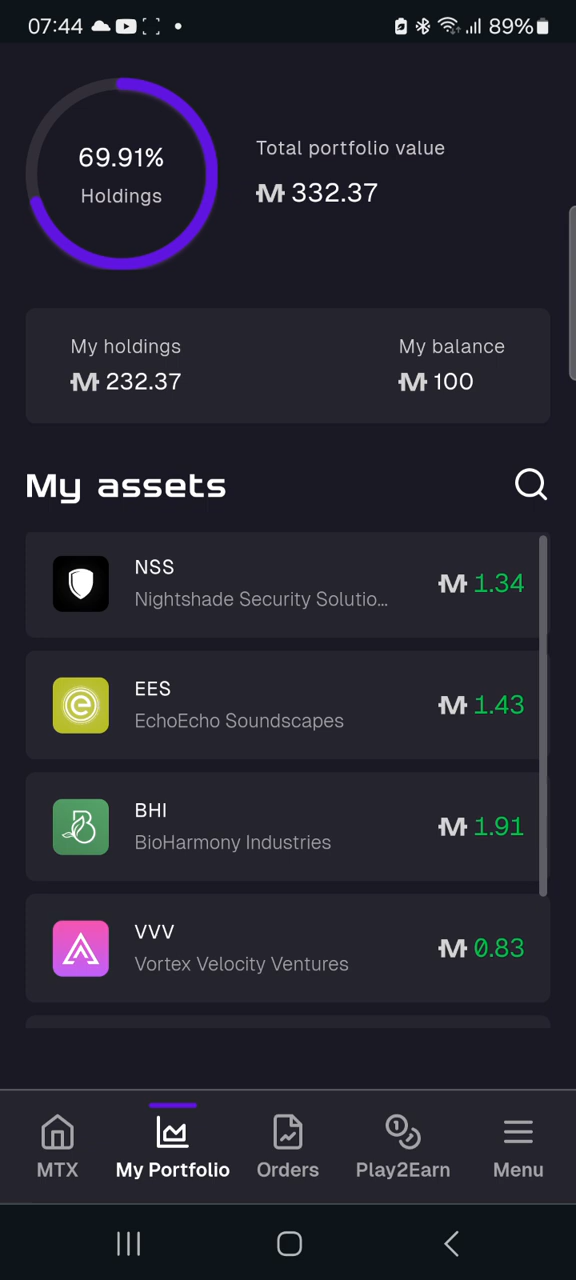 07:44
89%
69.91%
Holdings
Total portfolio value
M 332.37
My holdings
M 232.37
My balance
M 100
My assets
NSS
Nightshade Security Solutio...
M 1.34
EES
EchoEcho Soundscapes
M 1.43
BHI
BioHarmony Industries
M 1.91
VVV
Vortex Velocity Ventures
M 0.83
MTX
My Portfolio
Orders
Play2Earn
Menu